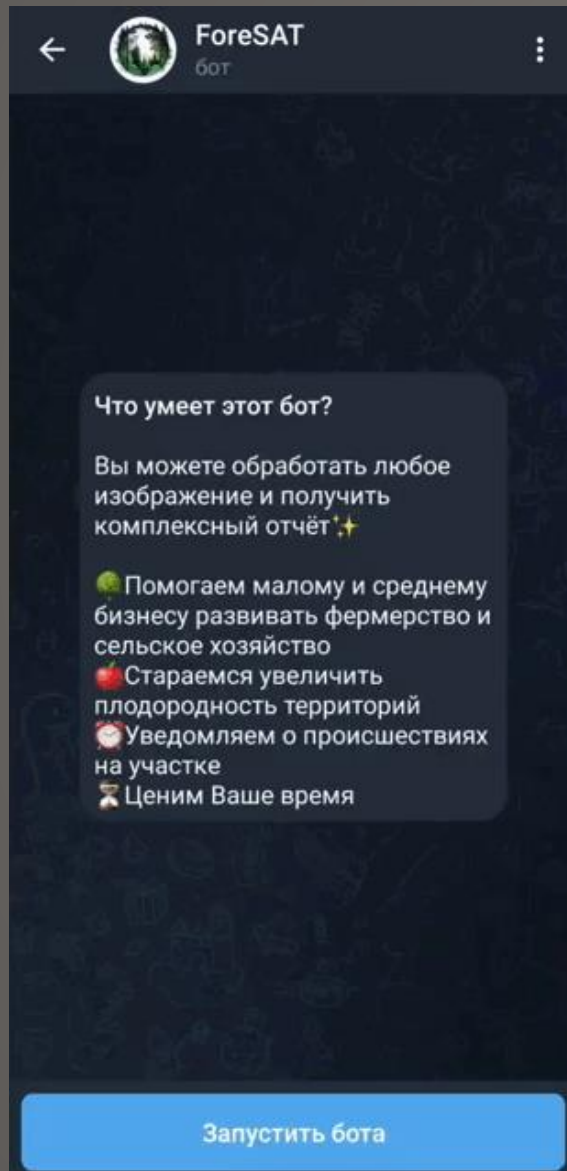 ForeSAT
бот
Что умеет этот бот?
Вы можете обработать любое
изображение и получить
комплексный отчёт✨
🌳Помогаем малому и среднему
бизнесу развивать фермерство и
сельское хозяйство
🍎Стараемся увеличить
плодородность территорий
⏰Уведомляем о происшествиях
на участке
⏳Ценим Ваше время
Запустить бота